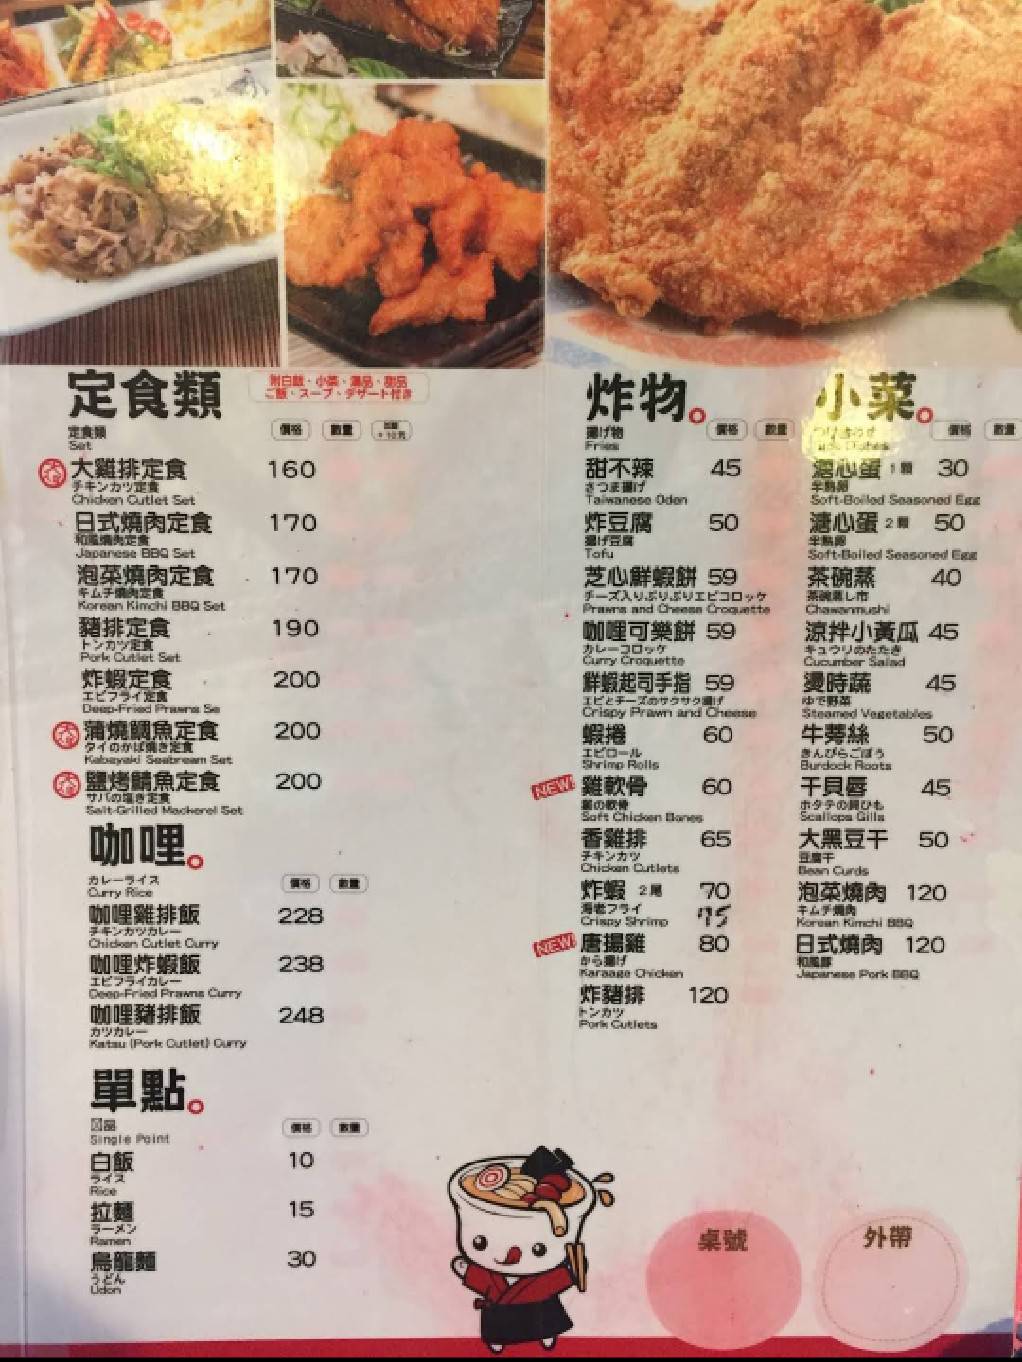 定食類
附白飯・小菜・湯品・甜品
ご飯・スープ・デザート付き
定食類
Set
價格 數量 加麵 +10元
大雞排定食 160
チキンカツ定食
Chicken Cutlet Set
日式燒肉定食 170
和風燒肉定食
Japanese BBQ Set
泡菜燒肉定食 170
キムチ燒肉定食
Korean Kimchi BBQ Set
豬排定食 190
トンカツ定食
Pork Cutlet Set
炸蝦定食 200
エビフライ定食
Deep-Fried Prawns Se
蒲燒鯛魚定食 200
タイのかば燒き定食
Kabayaki Seabream Set
鹽烤鯖魚定食 200
サバの塩き定食
Salt-Grilled Mackerel Set
咖哩。
カレーライス
Curry Rice
價格 數量
咖哩雞排飯 228
チキンカツカレー
Chicken Cutlet Curry
咖哩炸蝦飯 238
エビフライカレー
Deep-Fried Prawns Curry
咖哩豬排飯 248
カツカレー
Katsu (Pork Cutlet) Curry
單點。
Single Point
價格 數量
白飯 10
ライス
Rice
拉麵 15
ラーメン
Ramen
烏龍麵 30
うどん
Udon
炸物。
揚げ物
Fries
價格 數量
甜不辣 45
さつま揚げ
Taiwanese Oden
炸豆腐 50
揚げ豆腐
Tofu
芝心鮮蝦餅 59
チーズ入りぷりぷりエビコロッケ
Prawns and Cheese Croquette
咖哩可樂餅 59
カレーコロッケ
Curry Croquette
鮮蝦起司手指 59
エビとチーズのサクサク揚げ
Crispy Prawn and Cheese
蝦捲 60
エビロール
Shrimp Rolls
NEW!
雞軟骨 60
雞の軟骨
Soft Chicken Bones
香雞排 65
チキンカツ
Chicken Cutlets
炸蝦 2尾 70
海老フライ
Crispy Shrimp 75
NEW!
唐揚雞 80
から揚げ
Karaage Chicken
炸豬排 120
トンカツ
Pork Cutlets
小菜。
價格 數量
溏心蛋 1顆 30
半熟卵
Soft-Boiled Seasoned Egg
溏心蛋 2顆 50
半熟卵
Soft-Boiled Seasoned Egg
茶碗蒸 40
茶碗蒸し市
Chawanmushi
涼拌小黃瓜 45
キュウリのたたき
Cucumber Salad
燙時蔬 45
ゆで野菜
Steamed Vegetables
牛蒡絲 50
きんぴらごぼう
Burdock Roots
干貝唇 45
ホタテの貝ひも
Scallops Gills
大黑豆干 50
豆腐干
Bean Curds
泡菜燒肉 120
キムチ燒肉
Korean Kimchi BBQ
日式燒肉 120
和風豚
Japanese Pork BBQ
桌號
外帶